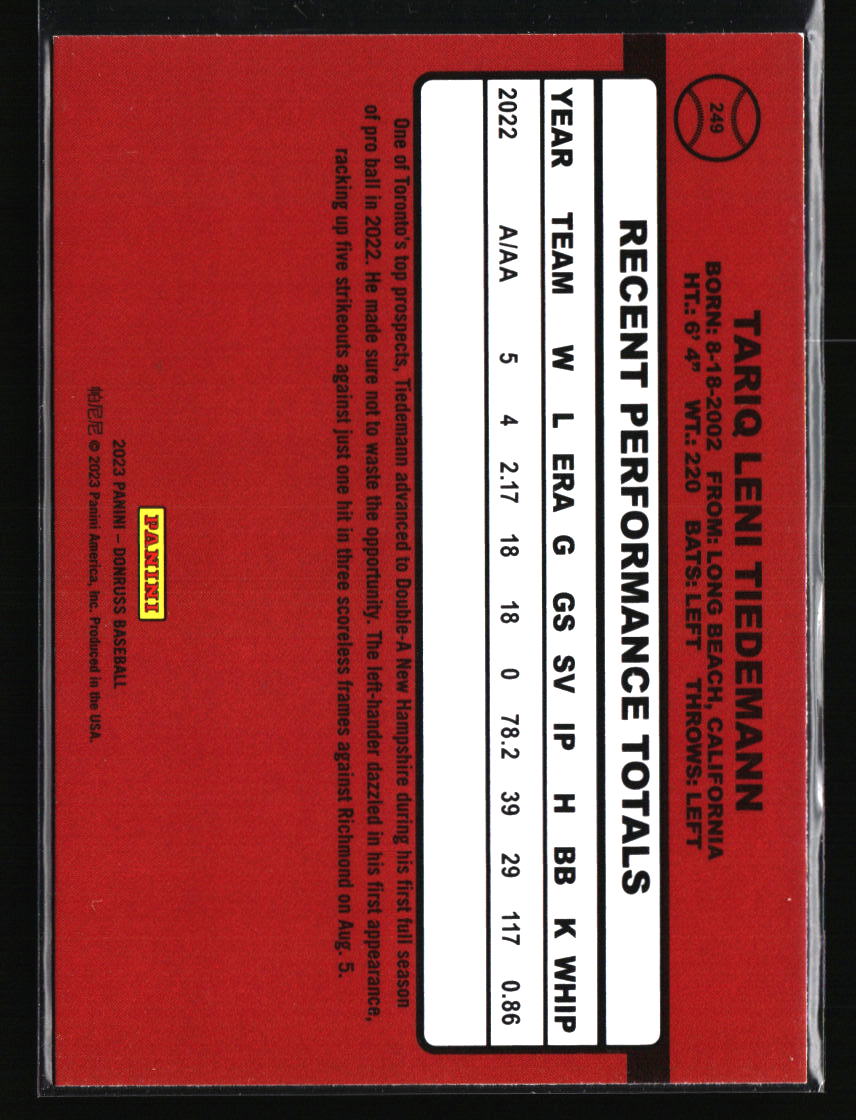 249
TARIQ LENI TIEDEMANN
BORN: 8-18-2002 FROM: LONG BEACH, CALIFORNIA
HT.: 6' 4" WT.: 220 BATS: LEFT THROWS: LEFT
RECENT PERFORMANCE TOTALS
YEAR TEAM W L ERA G GS SV IP H BB K WHIP
2022 A/AA 5 4 2.17 18 18 0 78.2 39 29 117 0.86
One of Toronto's top prospects, Tiedemann advanced to Double-A New Hampshire during his first full season
of pro ball in 2022. He made sure not to waste the opportunity. The left-hander dazzled in his first appearance,
racking up five strikeouts against just one hit in three scoreless frames against Richmond on Aug. 5.
PANINI
2023 PANINI – DONRUSS BASEBALL
帕尼尼 © 2023 Panini America, Inc. Produced in the USA.